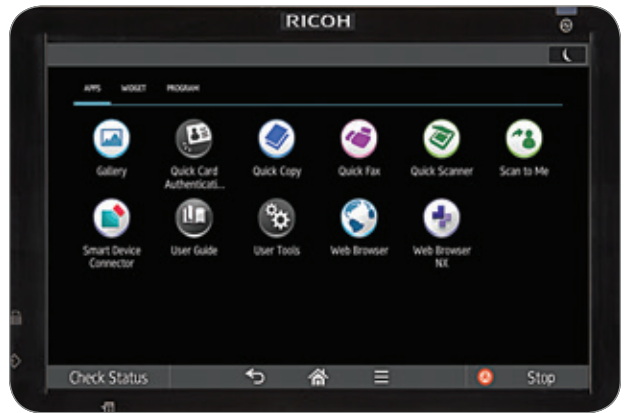 RICOH
APPS WIDGET PROGRAM
Gallery
Quick Card
Authenticati...
Quick Copy
Quick Fax
Quick Scanner
Scan to Me
Smart Device
Connector
User Guide
User Tools
Web Browser
Web Browser
NX
Check Status
Stop